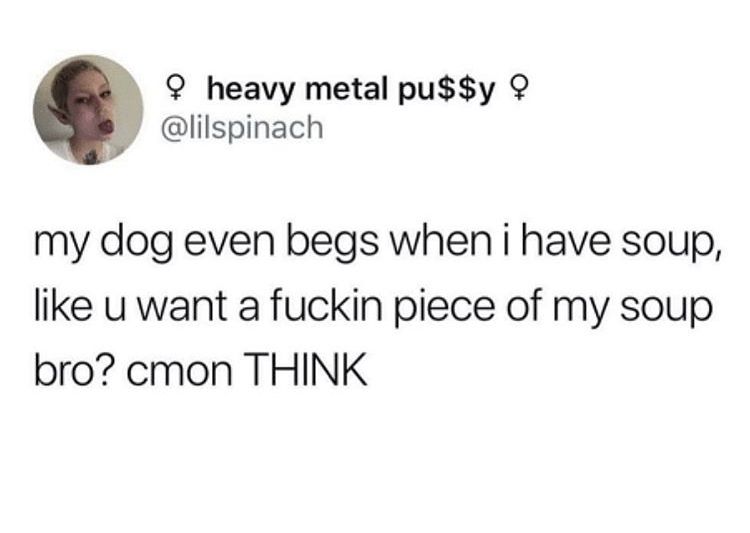 ♀ heavy metal pu$$y ♀
@lilspinach
my dog even begs when i have soup,
like u want a fuckin piece of my soup
bro? cmon THINK